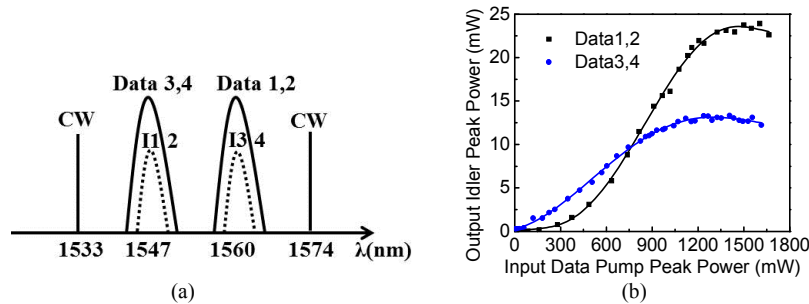 Data 3,4 Data 1,2
CW CW
I1 2 I3 4
1533 1547 1560 1574 λ(nm)
(a)
Output Idler Peak Power (mW)
25
20
15
10
5
0
Data1,2
Data3,4
0 300 600 900 1200 1500 1800
Input Data Pump Peak Power (mW)
(b)